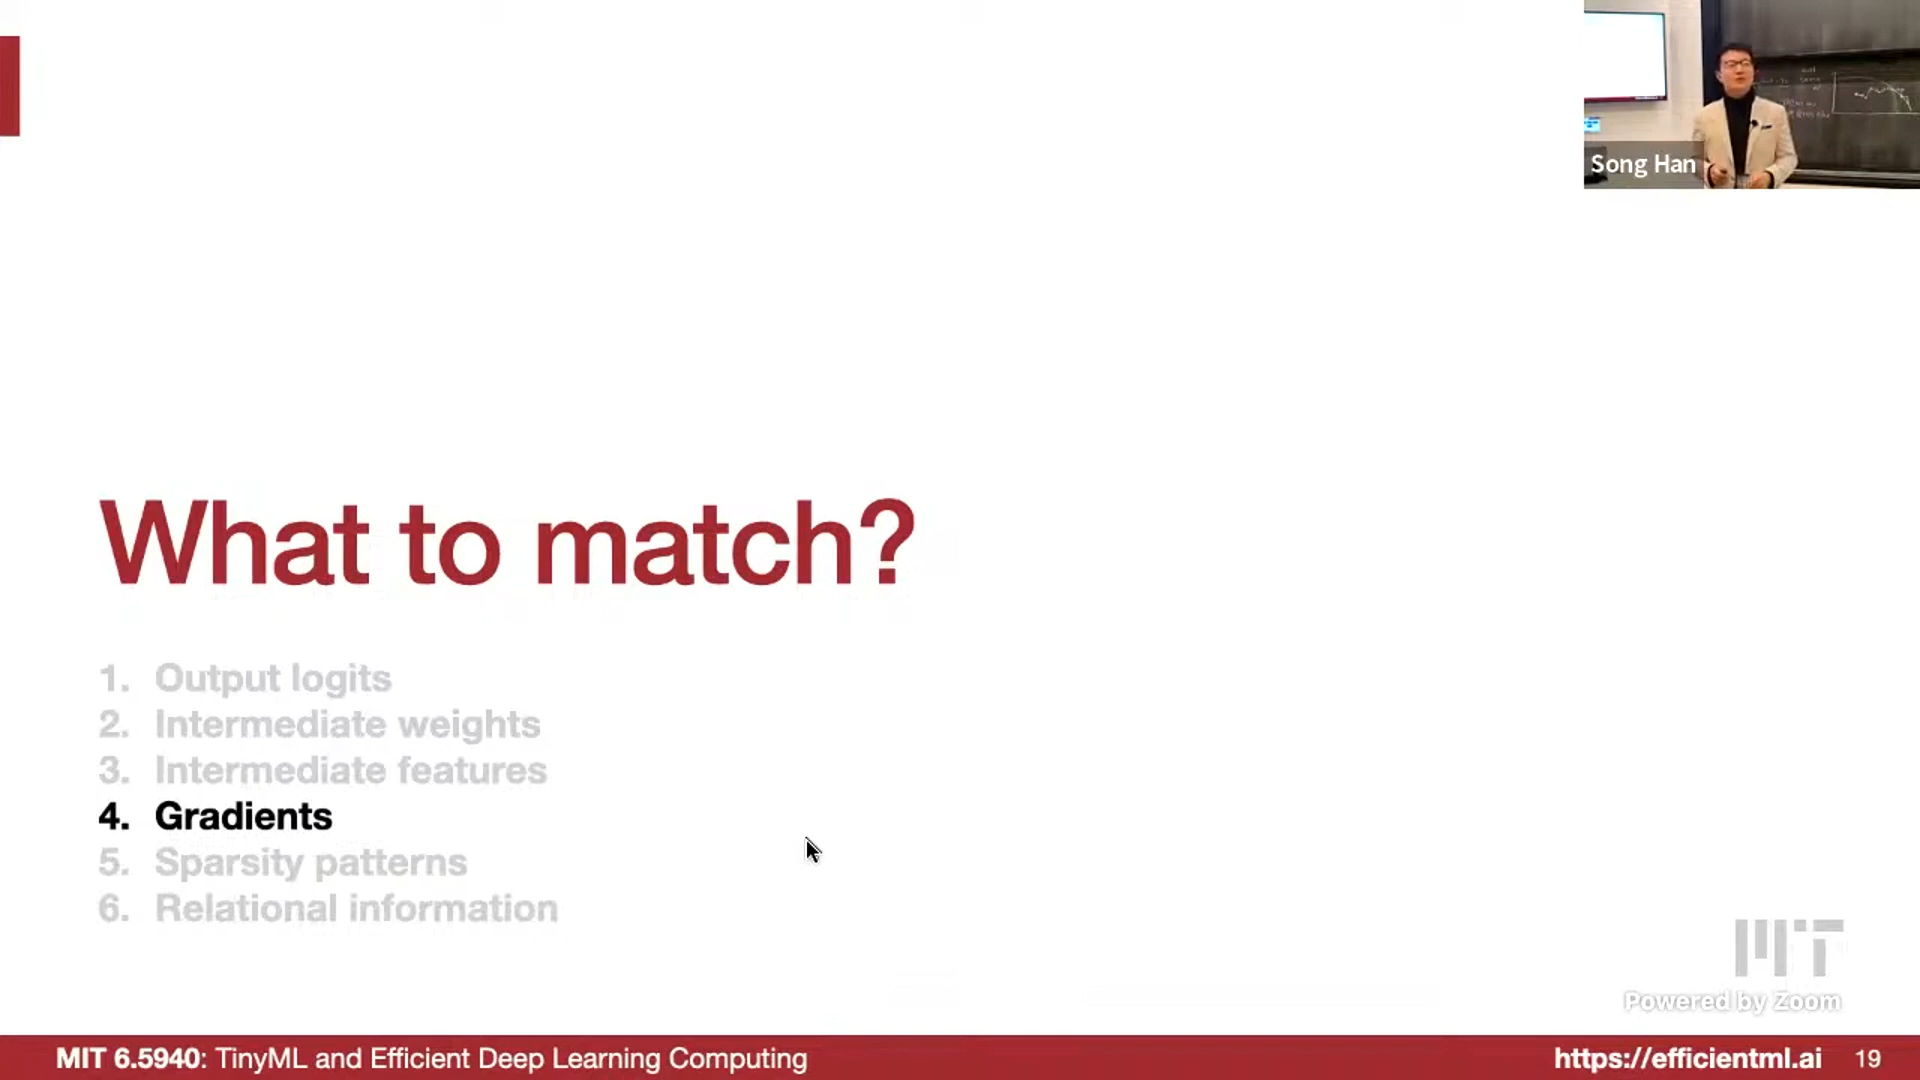 Song Han
What to match?
1. Output logits
2. Intermediate weights
3. Intermediate features
4. Gradients
5. Sparsity patterns
6. Relational information
MIT
Powered by Zoom
MIT 6.5940: TinyML and Efficient Deep Learning Computing
https://efficientml.ai 19